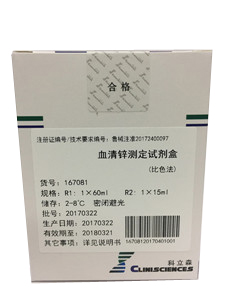 合格
注册证编号/技术要求编号：鲁械注准20172400097
血清锌测定试剂盒
（比色法）
货号：167081
规格：R1：1×60ml R2：1×15ml
储存：2-8℃ 密闭避光
批号：20170322
生产日期：20170322
有效期至：20180321
其它事项：详见说明书
16708120170401001
科立森
CLINISCIENCES